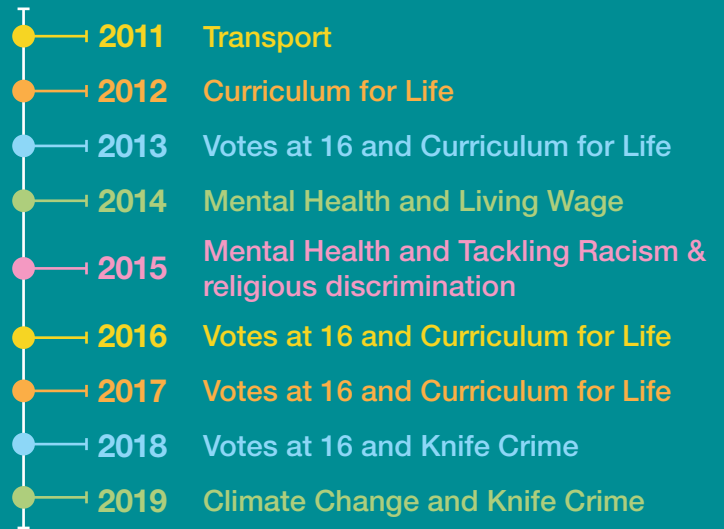 2011 Transport
2012 Curriculum for Life
2013 Votes at 16 and Curriculum for Life
2014 Mental Health and Living Wage
2015 Mental Health and Tackling Racism &
religious discrimination
2016 Votes at 16 and Curriculum for Life
2017 Votes at 16 and Curriculum for Life
2018 Votes at 16 and Knife Crime
2019 Climate Change and Knife Crime